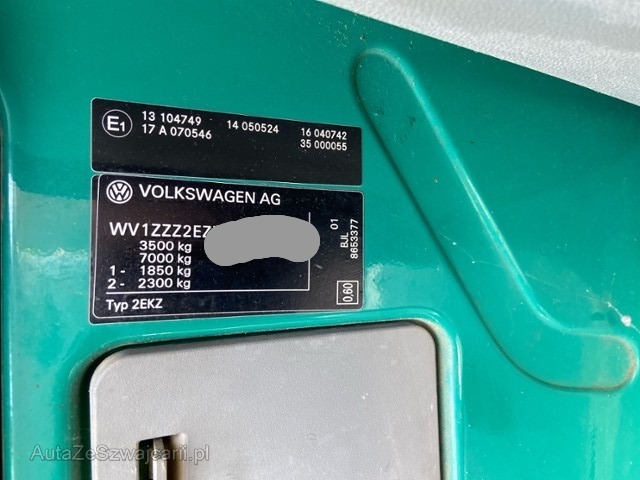 E1
13 104749 14 050524 16 040742
17 A 070546 35 000055
VOLKSWAGEN AG
WV1ZZZ2EZ
3500 kg
7000 kg
1 - 1850 kg
2 - 2300 kg
Typ 2EKZ
01
BJL
8653377
0,60
AutaZeSzwajcarii.pl